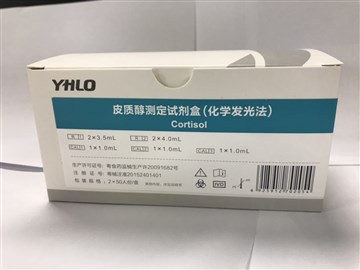 YHLO
皮质醇测定试剂盒(化学发光法)
Cortisol
2×3.5mL 2×4.0mL
CAL1 1×1.0mL CAL2 1×1.0mL CAL3 1×1.0mL
生产许可证号: 粤食药监械生产许20091682号
注册证号: 粤械注准20152401401
包装规格: 2×50人份/盒
IVD